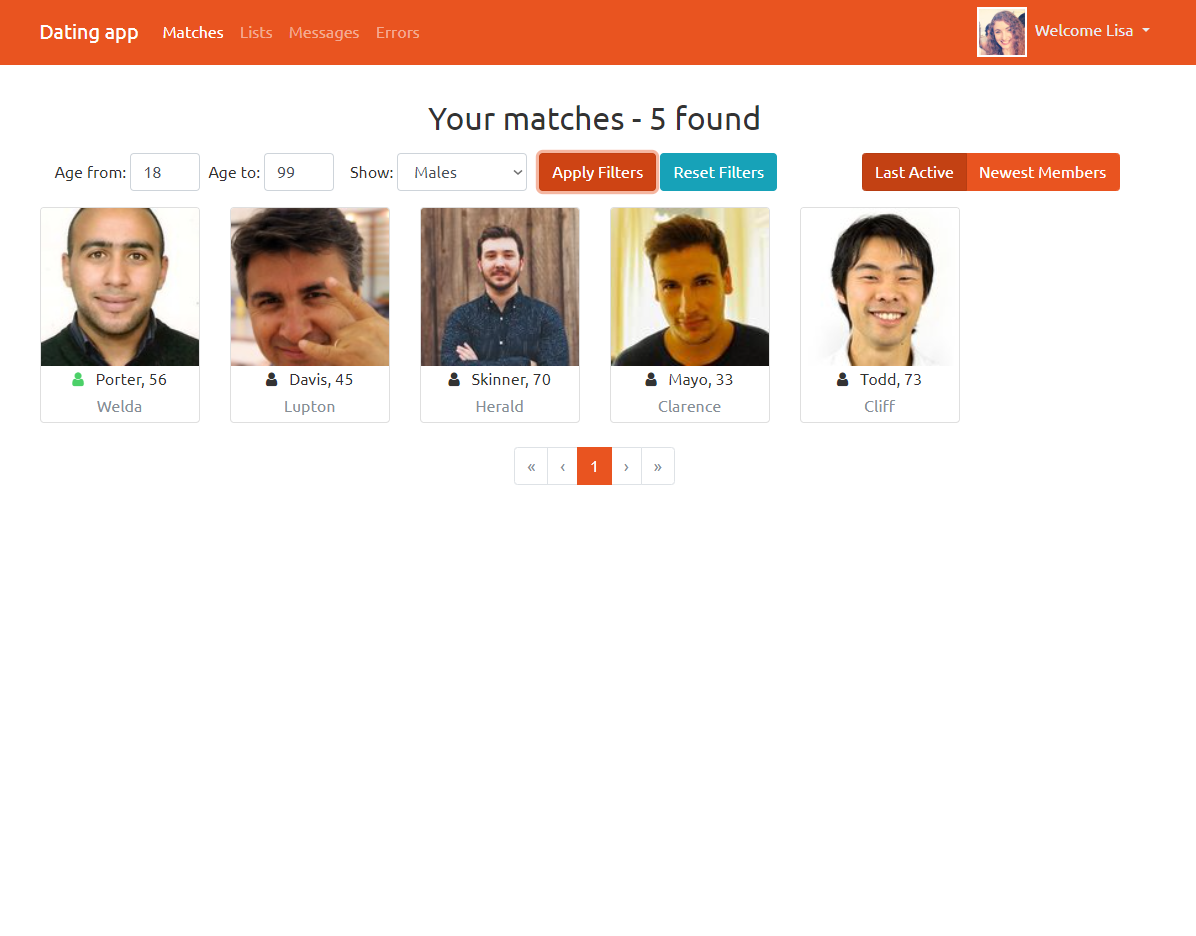 Dating app Matches Lists Messages Errors Welcome Lisa
Your matches - 5 found
Age from: 18 Age to: 99 Show: Males Apply Filters Reset Filters Last Active Newest Members
Porter, 56 Davis, 45 Skinner, 70 Mayo, 33 Todd, 73
Welda Lupton Herald Clarence Cliff
« ‹ 1 › »